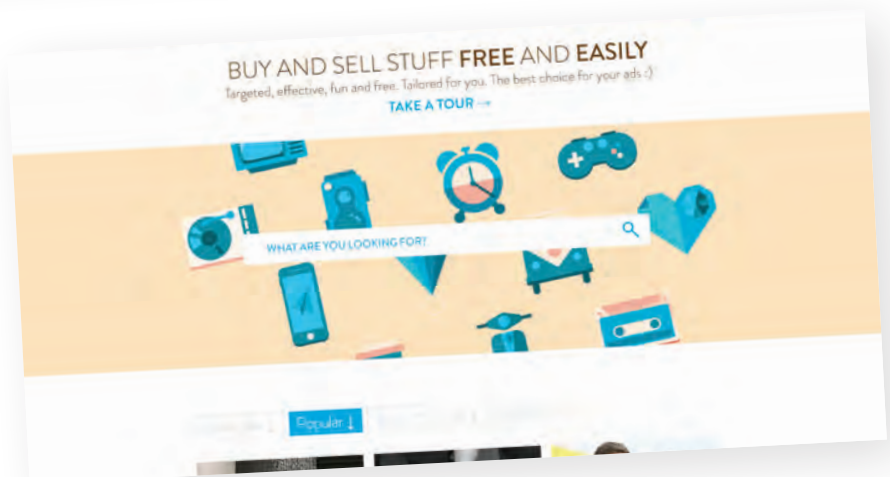 BUY AND SELL STUFF FREE AND EASILY
Targeted, effective, fun and free. Tailored for you. The best choice for your ads :)
TAKE A TOUR →
WHAT ARE YOU LOOKING FOR?
Popular ↓